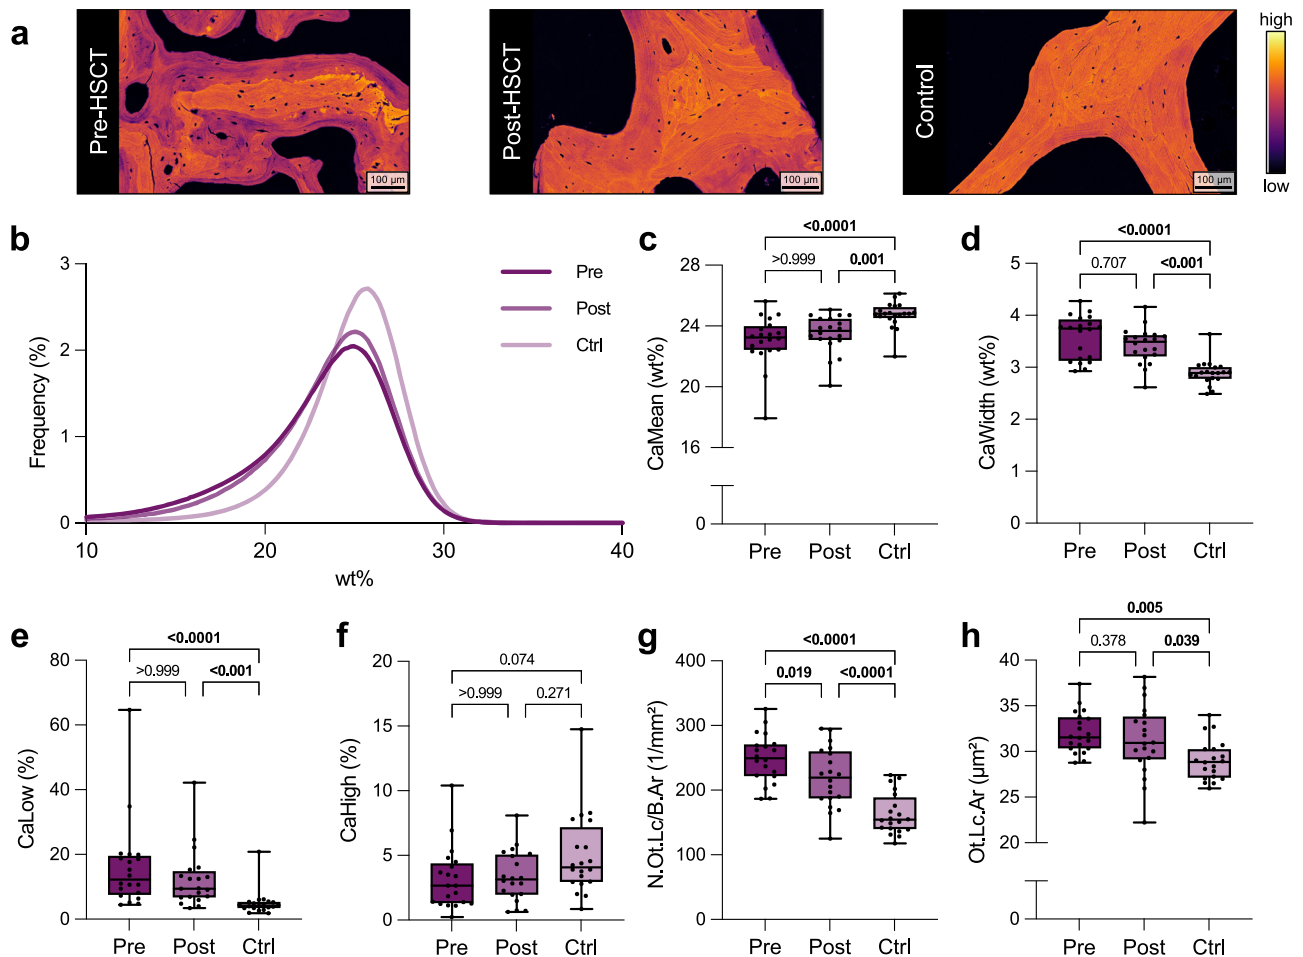 a
Pre-HSCT
100 µm
Post-HSCT
100 µm
Control
100 µm
high
low
b
Frequency (%)
3
2
1
0
10
20
30
40
wt%
Pre
Post
Ctrl
c
CaMean (wt%)
28
24
20
16
0
<0.0001
>0.999
0.001
Pre
Post
Ctrl
d
CaWidth (wt%)
5
4
3
2
1
0
<0.0001
0.707
<0.001
Pre
Post
Ctrl
e
CaLow (%)
80
60
40
20
0
<0.0001
>0.999
<0.001
Pre
Post
Ctrl
f
CaHigh (%)
20
15
10
5
0
0.074
>0.999
0.271
Pre
Post
Ctrl
g
N.Ot.Lc/B.Ar (1/mm²)
400
300
200
100
0
<0.0001
0.019
<0.0001
Pre
Post
Ctrl
h
Ot.Lc.Ar (µm²)
40
35
30
25
20
0
0.005
0.378
0.039
Pre
Post
Ctrl